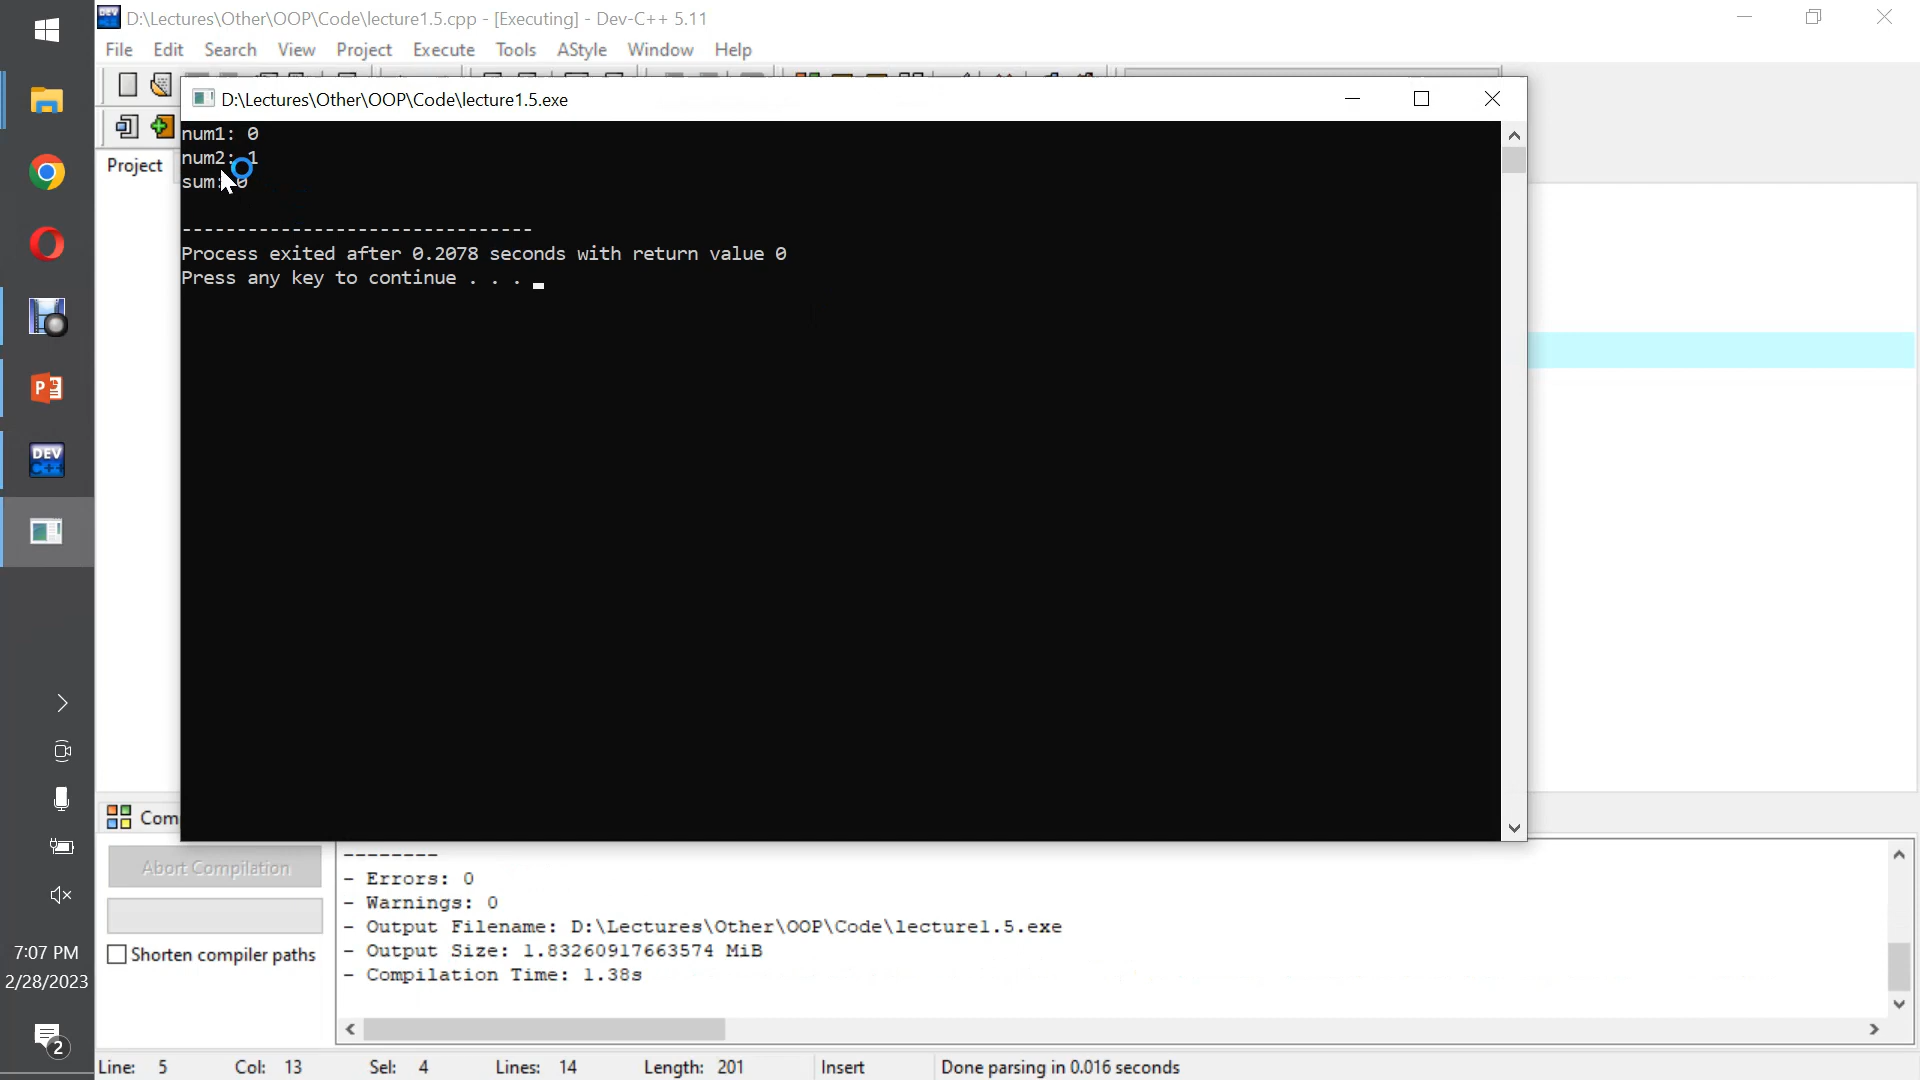 D:\Lectures\Other\OOP\Code\lecture1.5.cpp - [Executing] - Dev-C++ 5.11
File Edit Search View Project Execute Tools AStyle Window Help
D:\Lectures\Other\OOP\Code\lecture1.5.exe
num1: 0
num2: 1
sum: 0
--------------------------------
Process exited after 0.2078 seconds with return value 0
Press any key to continue . . .
Project
P
DEV
C++
Com
Abort Compilation
Shorten compiler paths
--------
- Errors: 0
- Warnings: 0
- Output Filename: D:\Lectures\Other\OOP\Code\lecture1.5.exe
- Output Size: 1.83260917663574 MiB
- Compilation Time: 1.38s
7:07 PM
2/28/2023
2
Line: 5 Col: 13 Sel: 4 Lines: 14 Length: 201 Insert Done parsing in 0.016 seconds